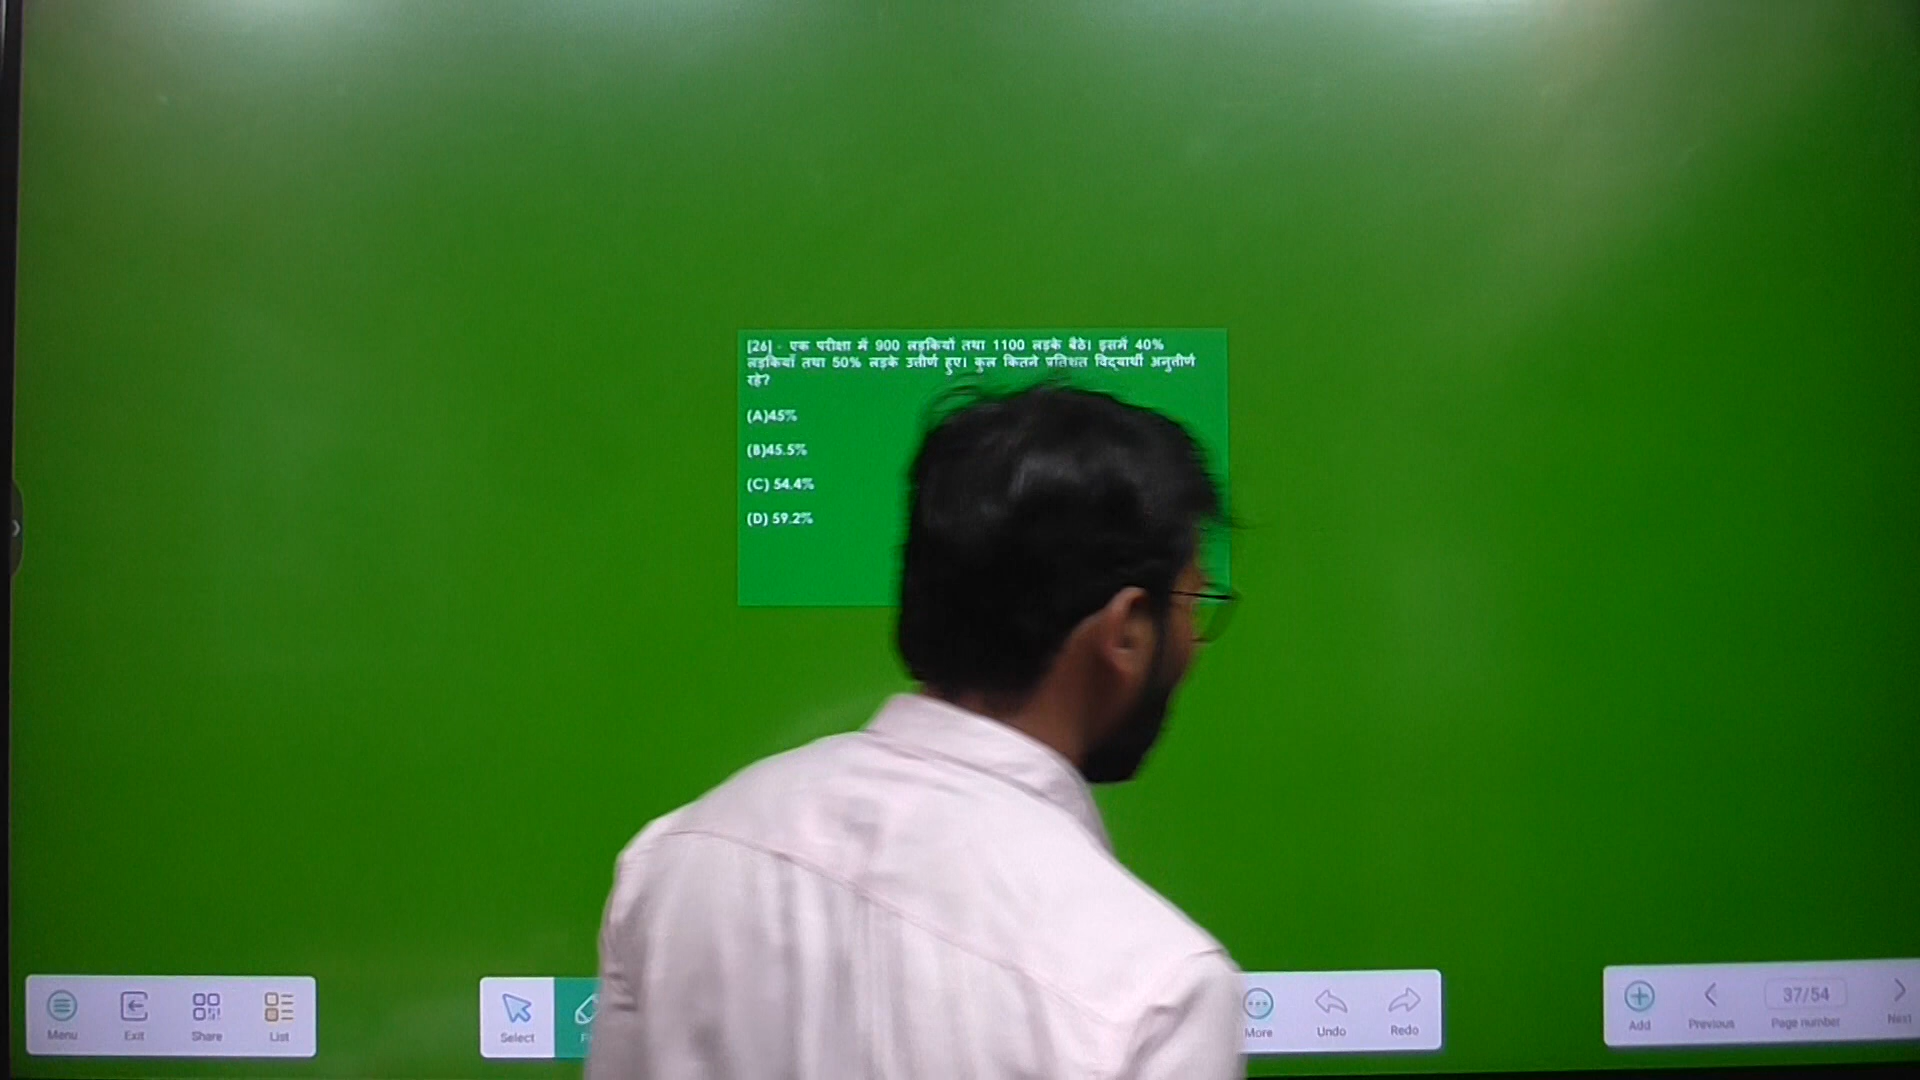 [26] - एक परीक्षा में 900 लड़कियों तथा 1100 लड़के बैठे। इसमें 40%
लड़कियाँ तथा 50% लड़के उत्तीर्ण हुए। कुल कितने प्रतिशत विद्यार्थी अनुतीर्ण
रहे?
(A)45%
(B)45.5%
(C) 54.4%
(D) 59.2%
Menu Exit Share List Select More Undo Redo Add Previous 37/54 Page number Next